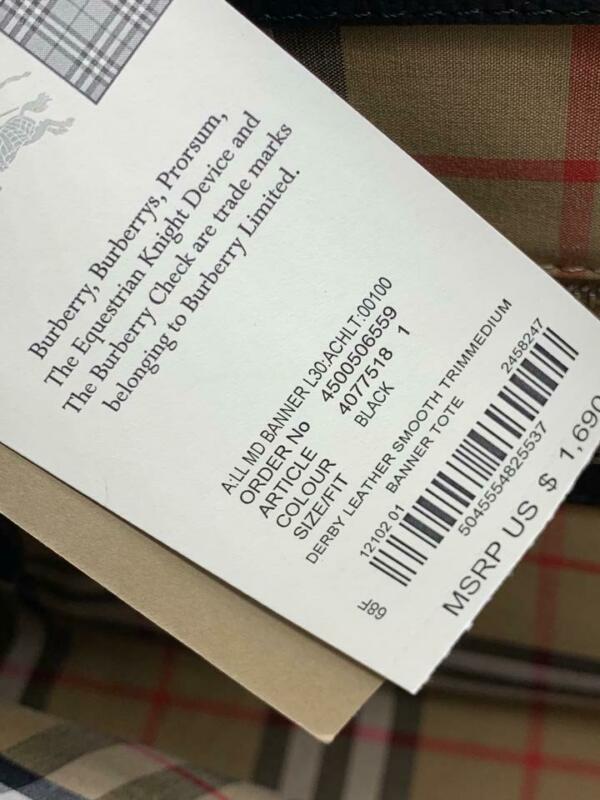 Burberry, Burberrys, Prorsum,
The Equestrian Knight Device and
The Burberry Check are trade marks
belonging to Burberry Limited.
A:LL MD BANNER L30:ACHLT:00100
ORDER No 4500506559
ARTICLE 4077518 1
COLOUR BLACK
SIZE/FIT
DERBY LEATHER SMOOTH TRIMMEDIUM
BANNER TOTE
12102 01 2458247
5045554825537
MSRP US $ 1,690